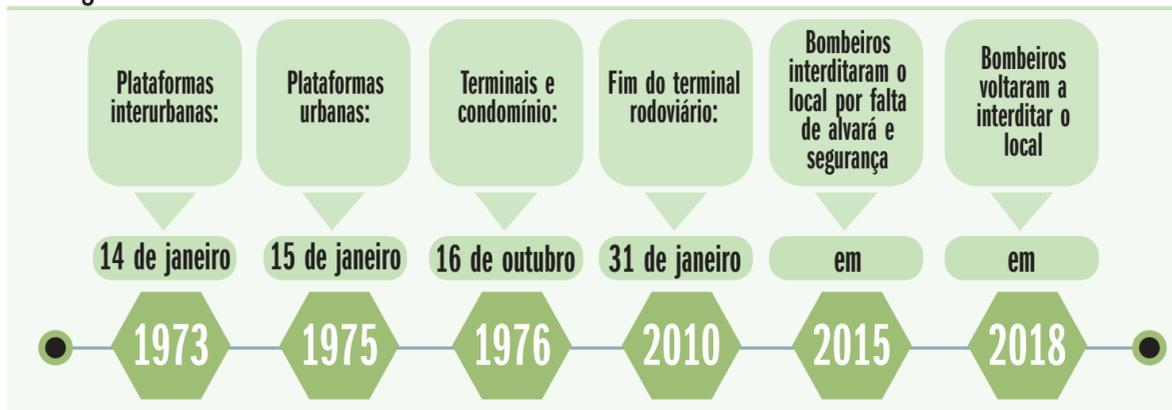 Plataformas
interurbanas:
14 de janeiro
1973
Plataformas
urbanas:
15 de janeiro
1975
Terminais e
condomínio:
16 de outubro
1976
Fim do terminal
rodoviário:
31 de janeiro
2010
Bombeiros
interditaram o
local por falta
de alvará e
segurança
em
2015
Bombeiros
voltaram a
interditar o
local
em
2018